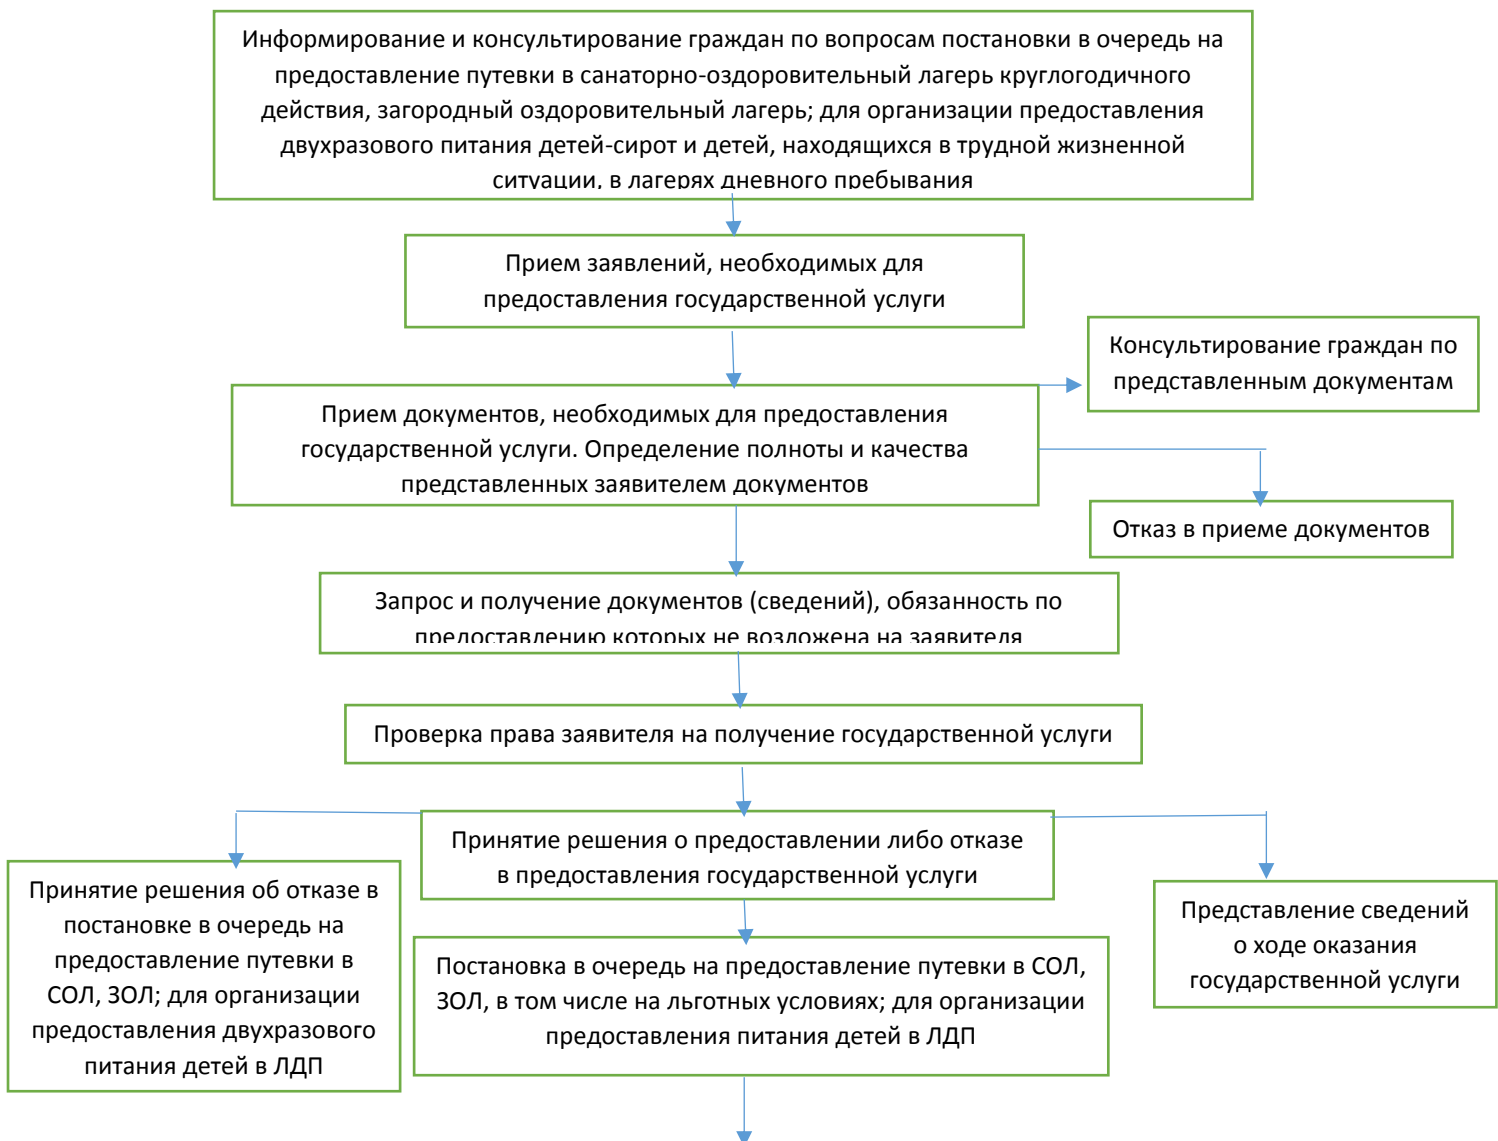 Информирование и консультирование граждан по вопросам постановки в очередь на
предоставление путевки в санаторно-оздоровительный лагерь круглогодичного
действия, загородный оздоровительный лагерь; для организации предоставления
двухразового питания детей-сирот и детей, находящихся в трудной жизненной
ситуации, в лагерях дневного пребывания
Прием заявлений, необходимых для
предоставления государственной услуги
Консультирование граждан по
представленным документам
Прием документов, необходимых для предоставления
государственной услуги. Определение полноты и качества
представленных заявителем документов
Отказ в приеме документов
Запрос и получение документов (сведений), обязанность по
предоставлению которых не возложена на заявителя
Проверка права заявителя на получение государственной услуги
Принятие решения о предоставлении либо отказе
в предоставления государственной услуги
Принятие решения об отказе в
постановке в очередь на
предоставление путевки в
СОЛ, ЗОЛ; для организации
предоставления двухразового
питания детей в ЛДП
Постановка в очередь на предоставление путевки в СОЛ,
ЗОЛ, в том числе на льготных условиях; для организации
предоставления питания детей в ЛДП
Представление сведений
о ходе оказания
государственной услуги